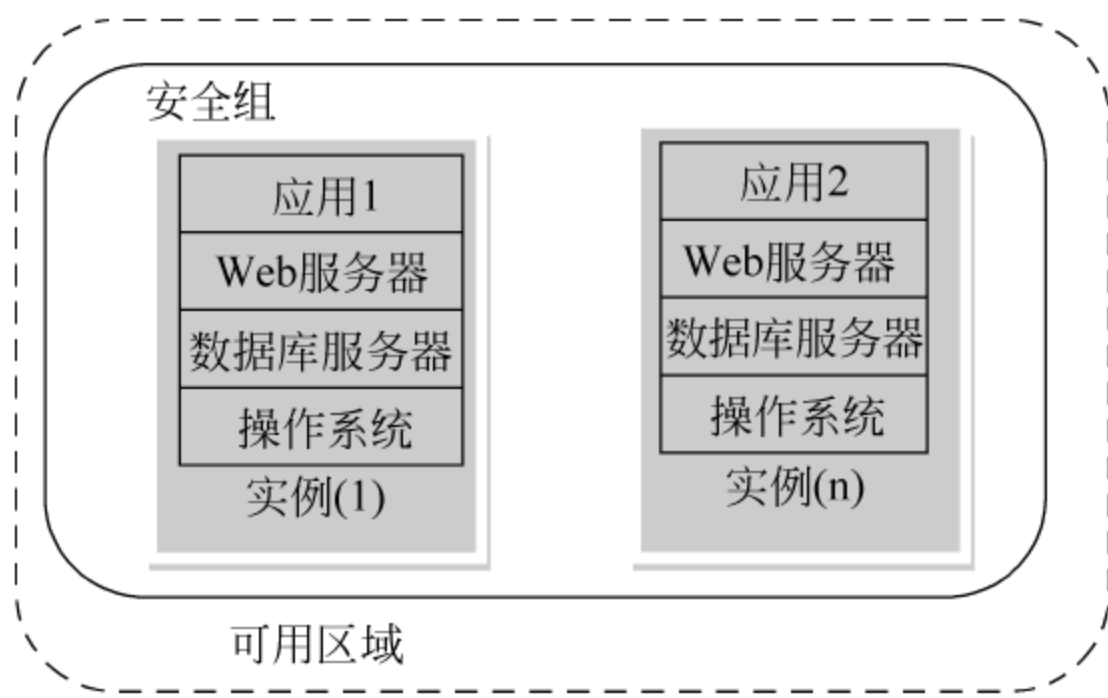 安全组
应用1
Web服务器
数据库服务器
操作系统
实例(1)
应用2
Web服务器
数据库服务器
操作系统
实例(n)
可用区域